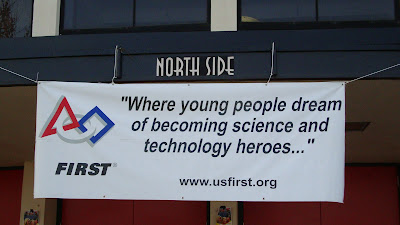 NORTH SIDE
"Where young people dream
of becoming science and
technology heroes..."
FIRST®
www.usfirst.org